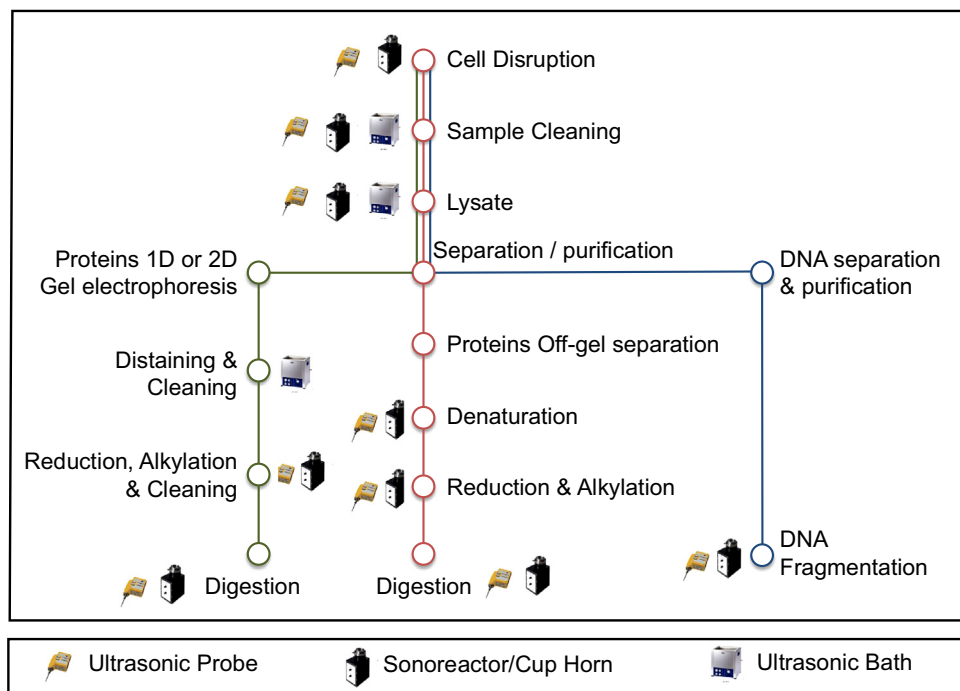 Cell Disruption
Sample Cleaning
Lysate
Separation / purification
Proteins 1D or 2D
Gel electrophoresis
DNA separation
& purification
Proteins Off-gel separation
Distaining &
Cleaning
Denaturation
Reduction, Alkylation
& Cleaning
Reduction & Alkylation
DNA
Fragmentation
Digestion
Digestion
Ultrasonic Probe
Sonoreactor/Cup Horn
Ultrasonic Bath